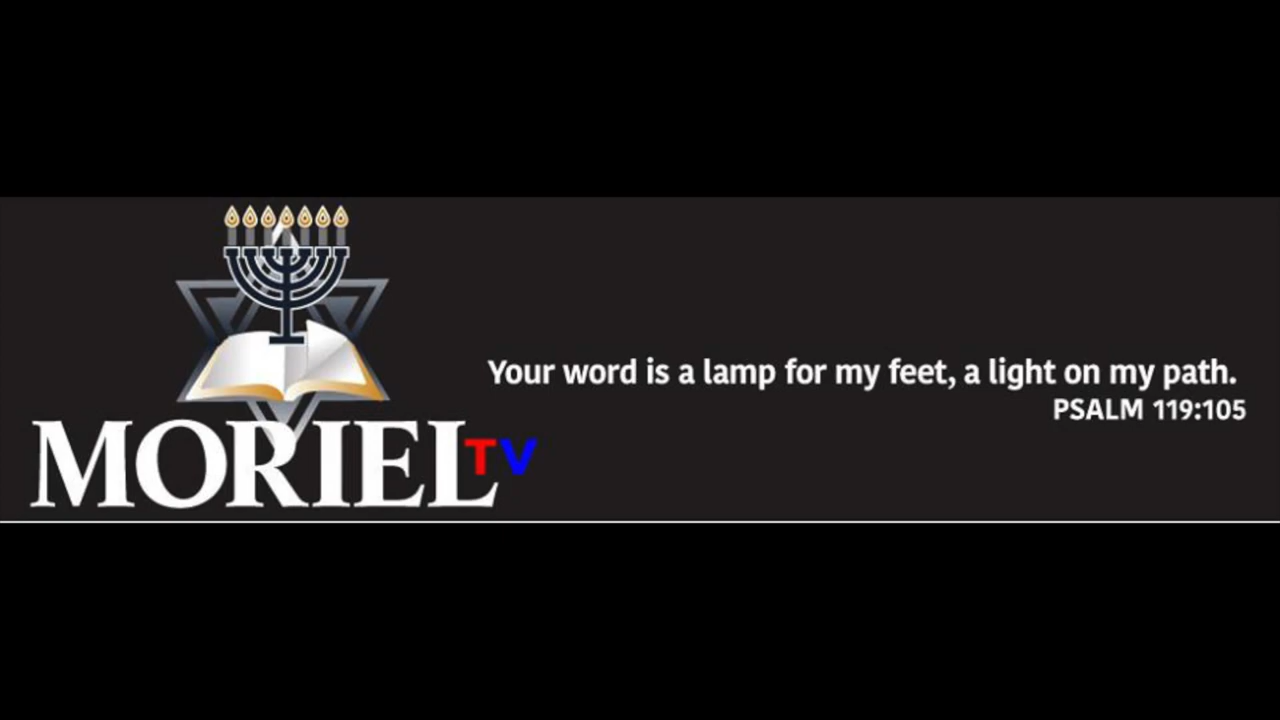 Your word is a lamp for my feet, a light on my path.
PSALM 119:105
MORIEL TV